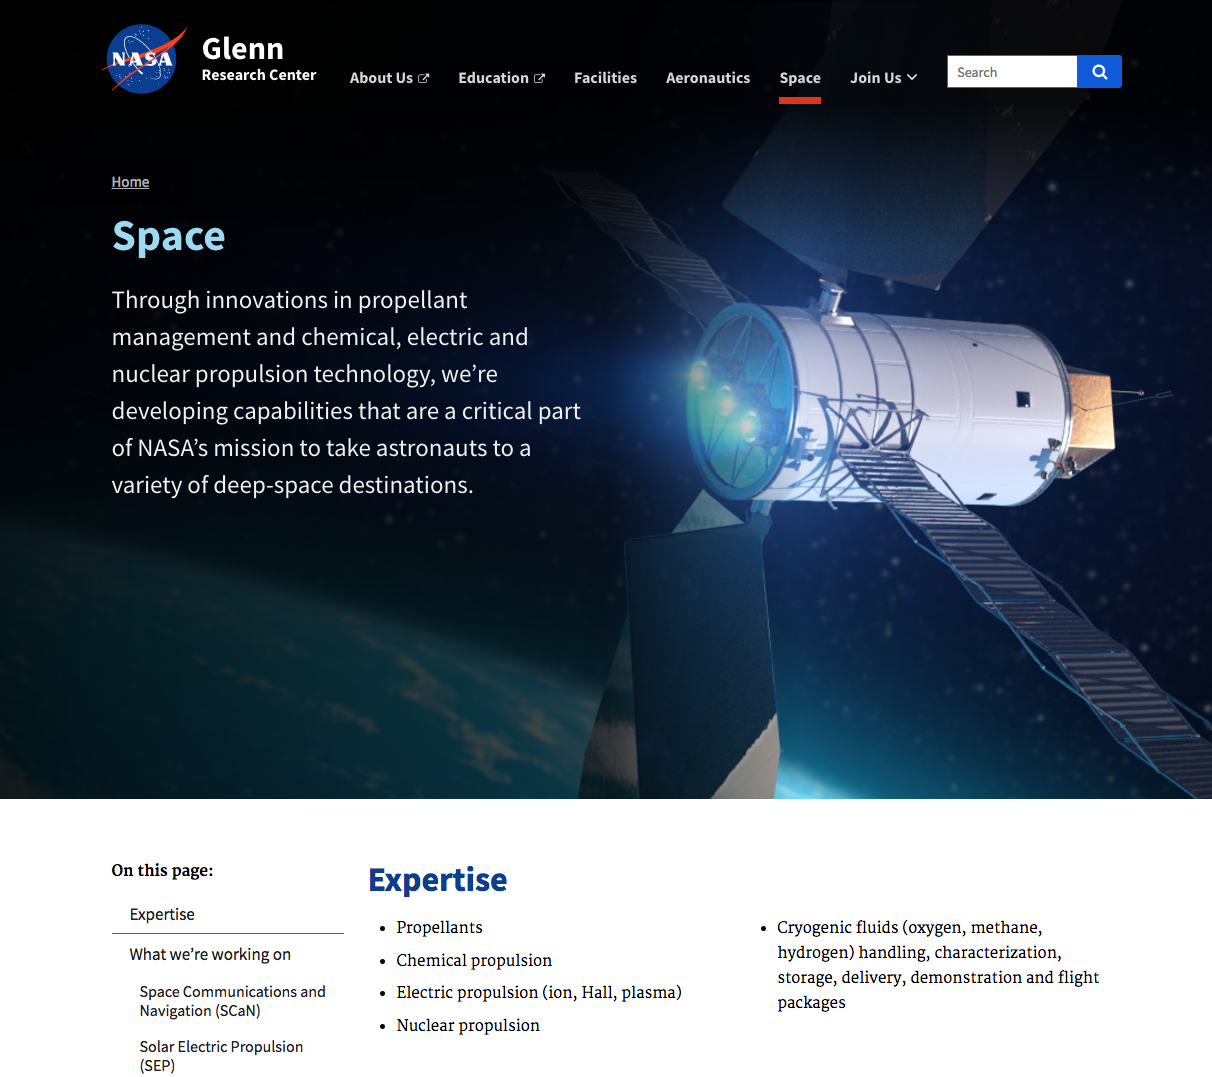 NASA
Glenn
Research Center
About Us
Education
Facilities
Aeronautics
Space
Join Us
Search
Home
Space
Through innovations in propellant
management and chemical, electric and
nuclear propulsion technology, we’re
developing capabilities that are a critical part
of NASA’s mission to take astronauts to a
variety of deep-space destinations.
On this page:
Expertise
What we’re working on
Space Communications and
Navigation (SCaN)
Solar Electric Propulsion
(SEP)
Expertise
• Propellants
• Chemical propulsion
• Electric propulsion (ion, Hall, plasma)
• Nuclear propulsion
• Cryogenic fluids (oxygen, methane,
hydrogen) handling, characterization,
storage, delivery, demonstration and flight
packages